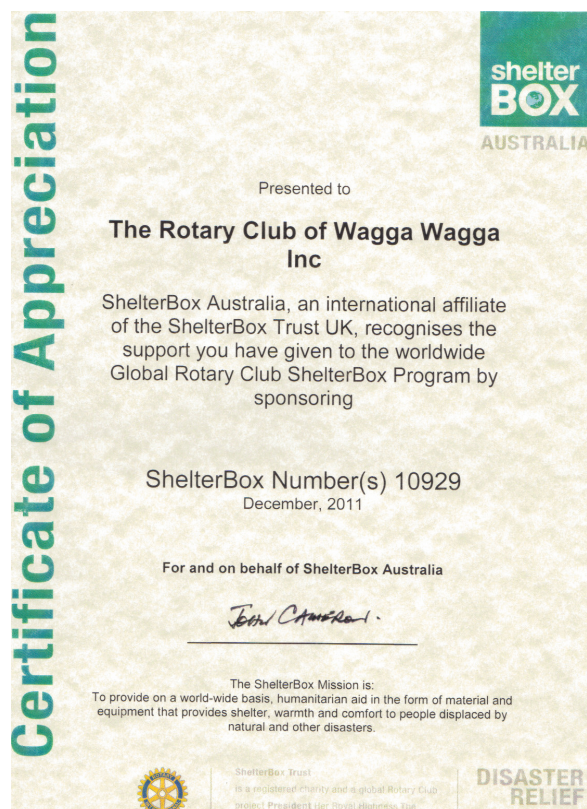 Certificate of Appreciation
shelter
BOX
AUSTRALIA
Presented to
The Rotary Club of Wagga Wagga
Inc
ShelterBox Australia, an international affiliate
of the ShelterBox Trust UK, recognises the
support you have given to the worldwide
Global Rotary Club ShelterBox Program by
sponsoring
ShelterBox Number(s) 10929
December, 2011
For and on behalf of ShelterBox Australia
John Cameron.
The ShelterBox Mission is:
To provide on a world-wide basis, humanitarian aid in the form of material and
equipment that provides shelter, warmth and comfort to people displaced by
natural and other disasters.
ShelterBox Trust
is a registered charity and a global Rotary Club
project President Her Royal Highness The
DISASTER
RELIEF